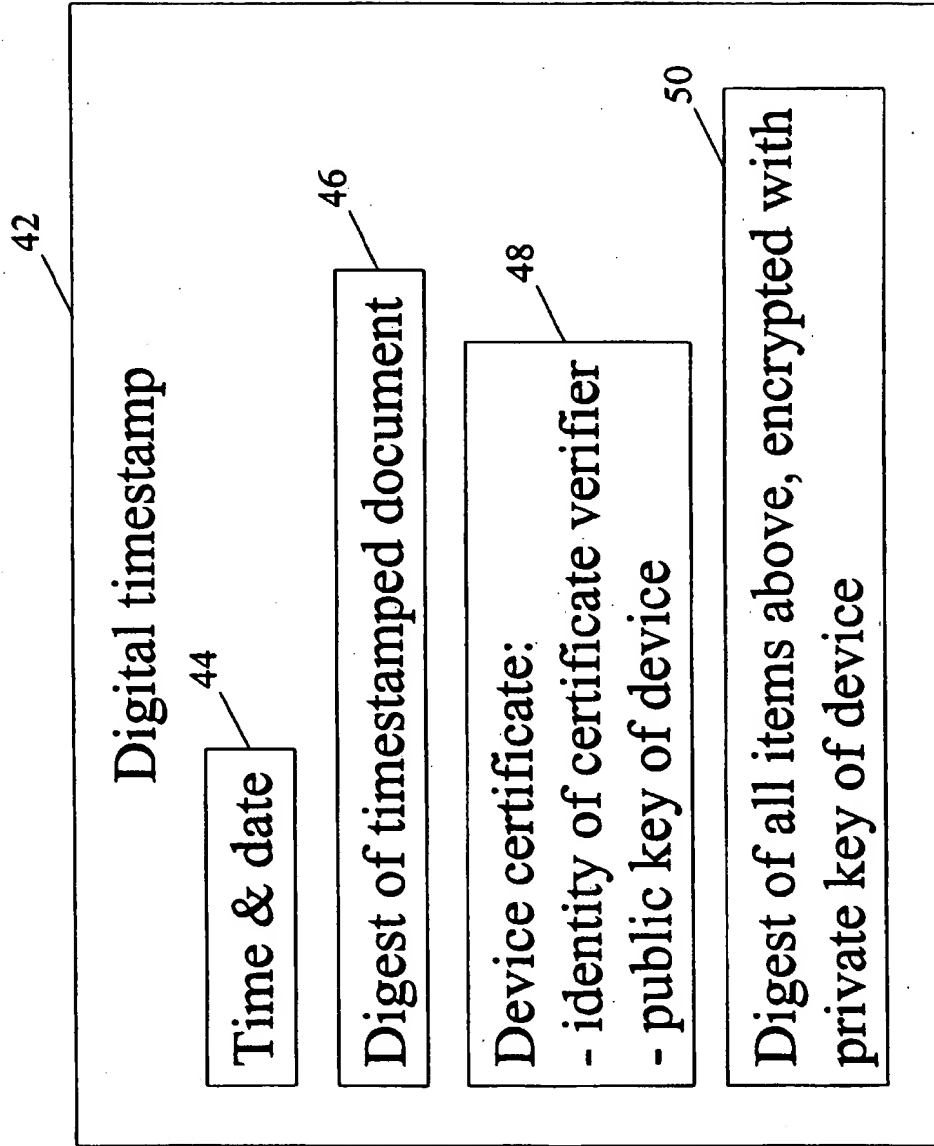 42
Digital timestamp
44
Time & date
46
Digest of timestamped document
48
Device certificate:
- identity of certificate verifier
- public key of device
50
Digest of all items above, encrypted with
private key of device